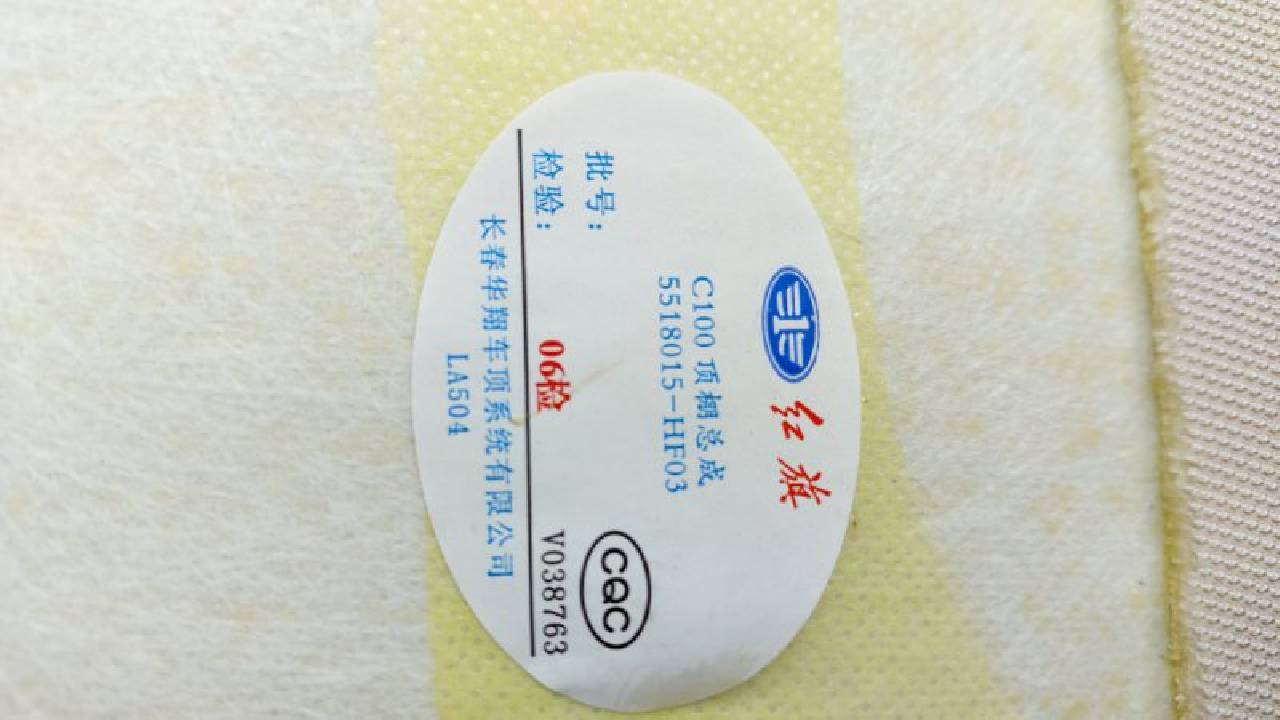 红旗
C100 顶棚总成
5518015-HF03
批号：
CQC
检验： 06检 V038763
长春华翔车顶系统有限公司
LA504